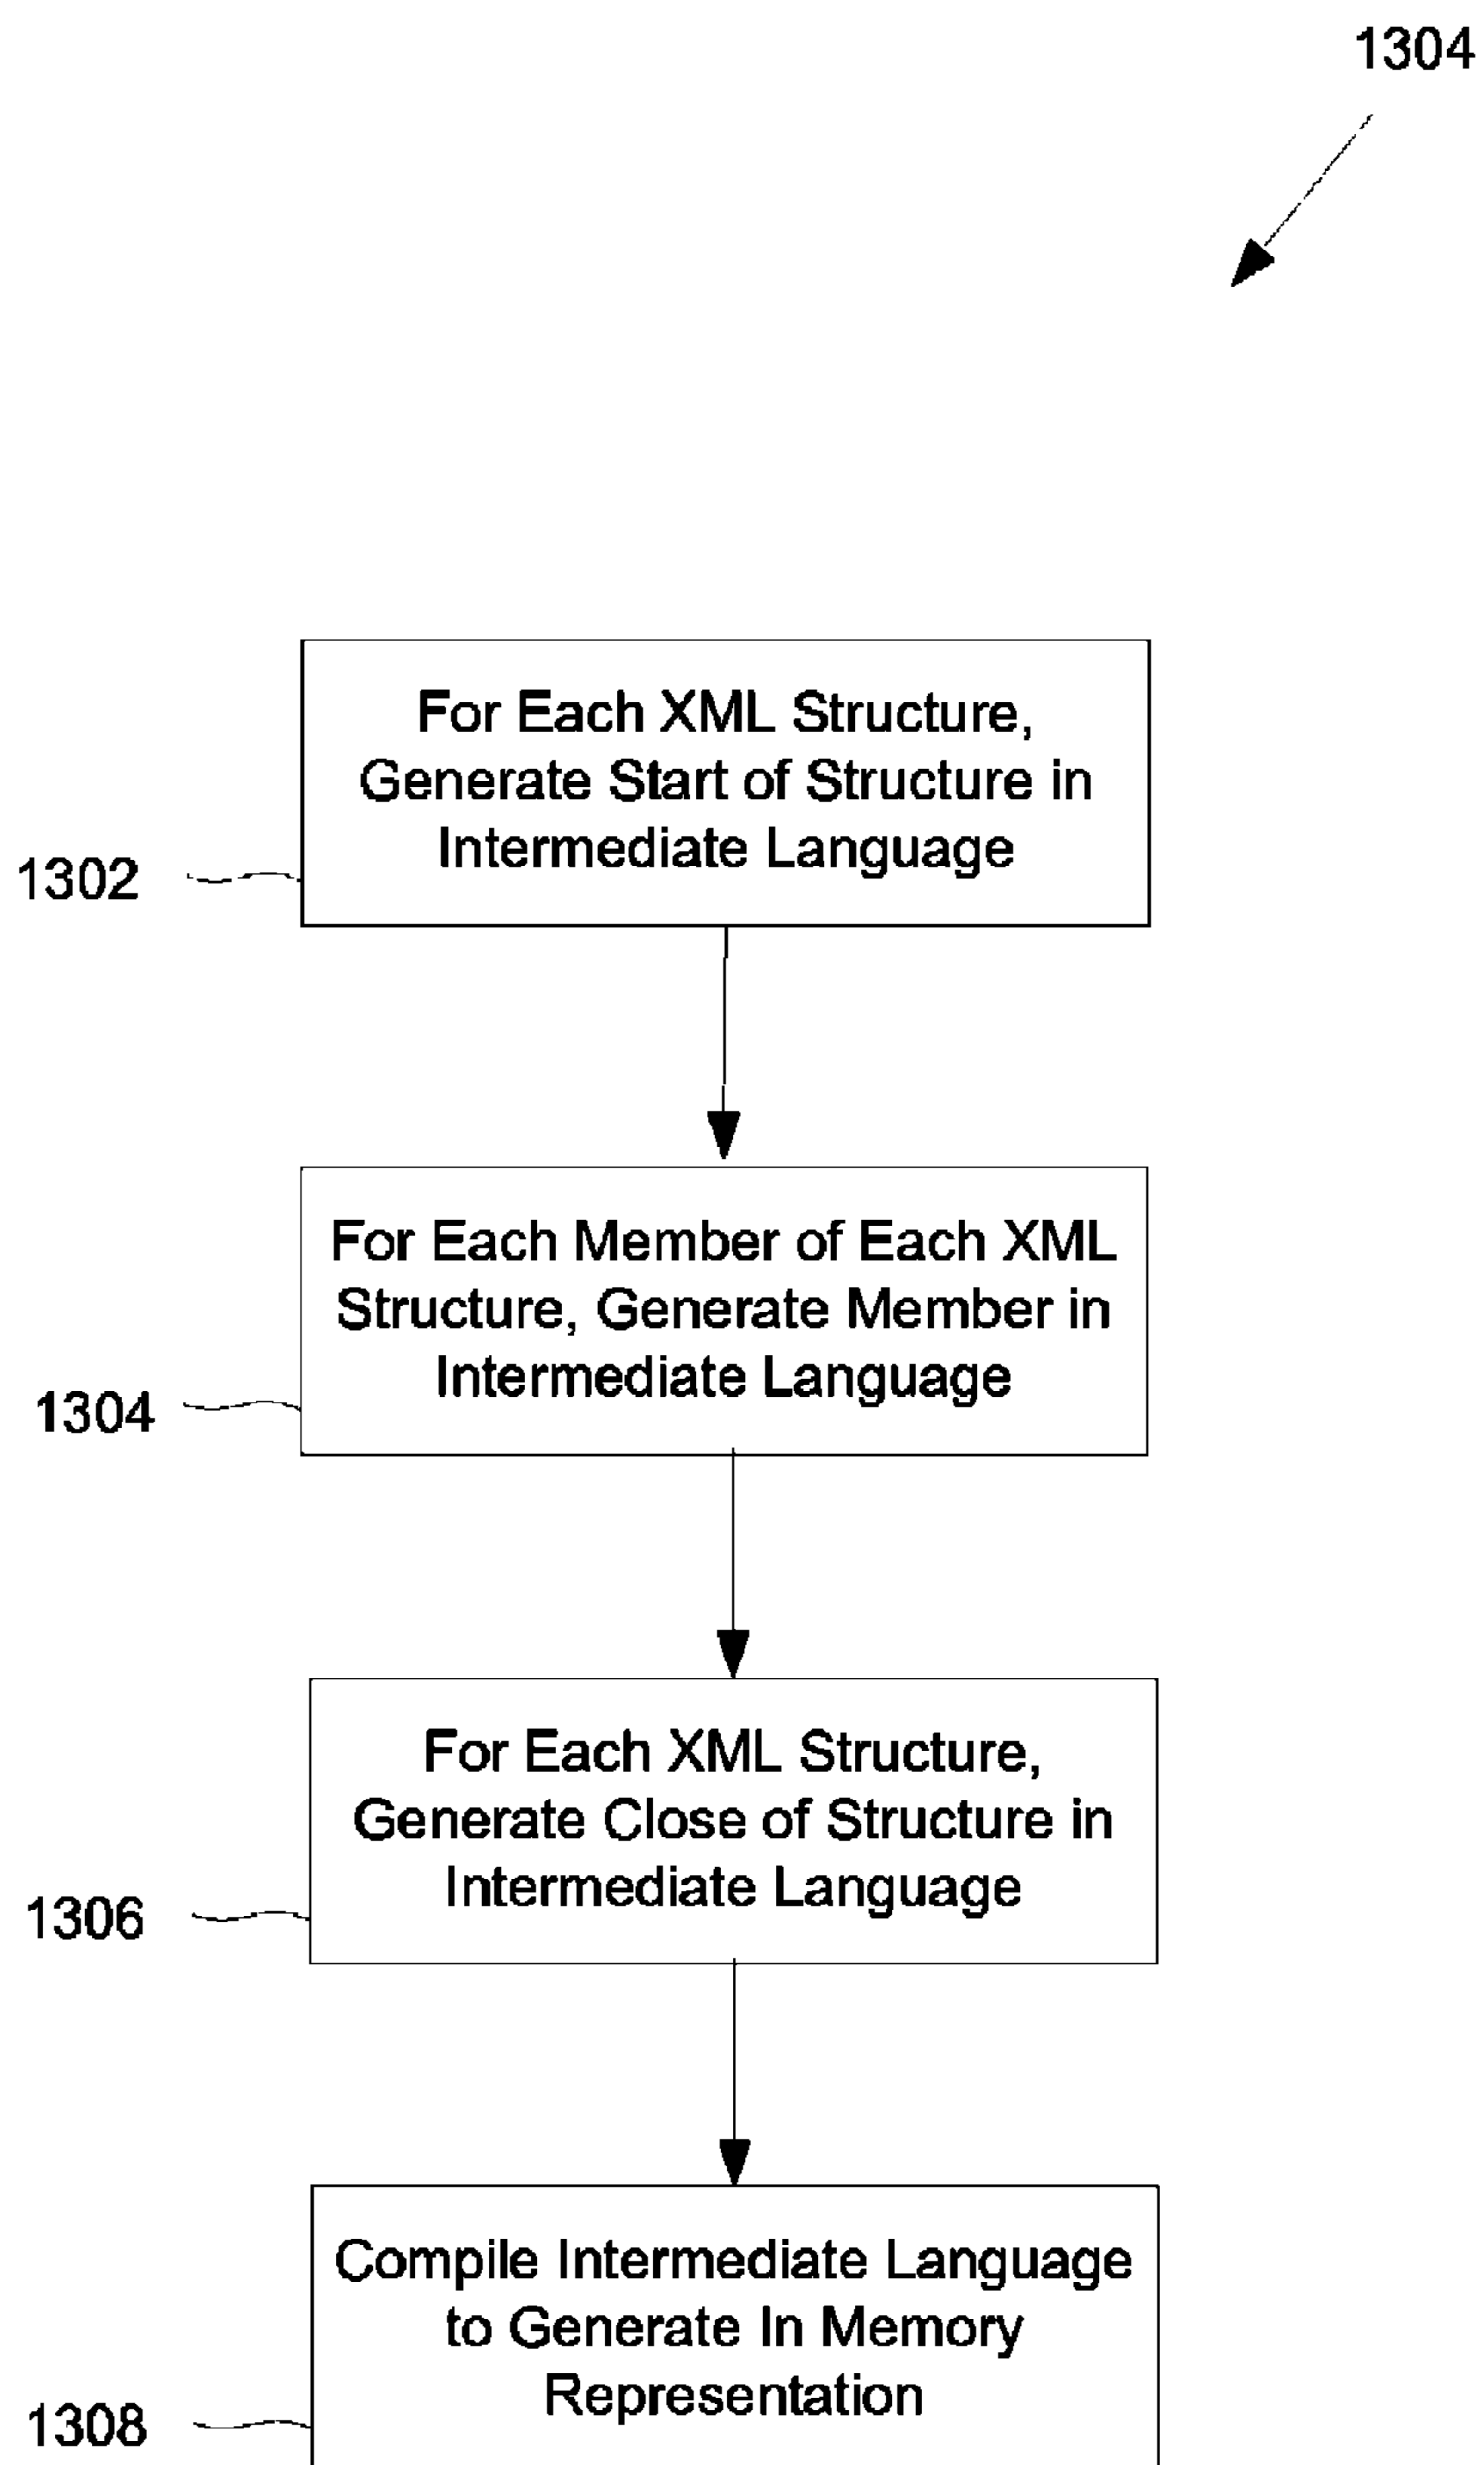 1304
For Each XML Structure,
Generate Start of Structure in
Intermediate Language
1302
For Each Member of Each XML
Structure, Generate Member in
Intermediate Language
1304
For Each XML Structure,
Generate Close of Structure in
Intermediate Language
1306
Compile Intermediate Language
to Generate In Memory
Representation
1308